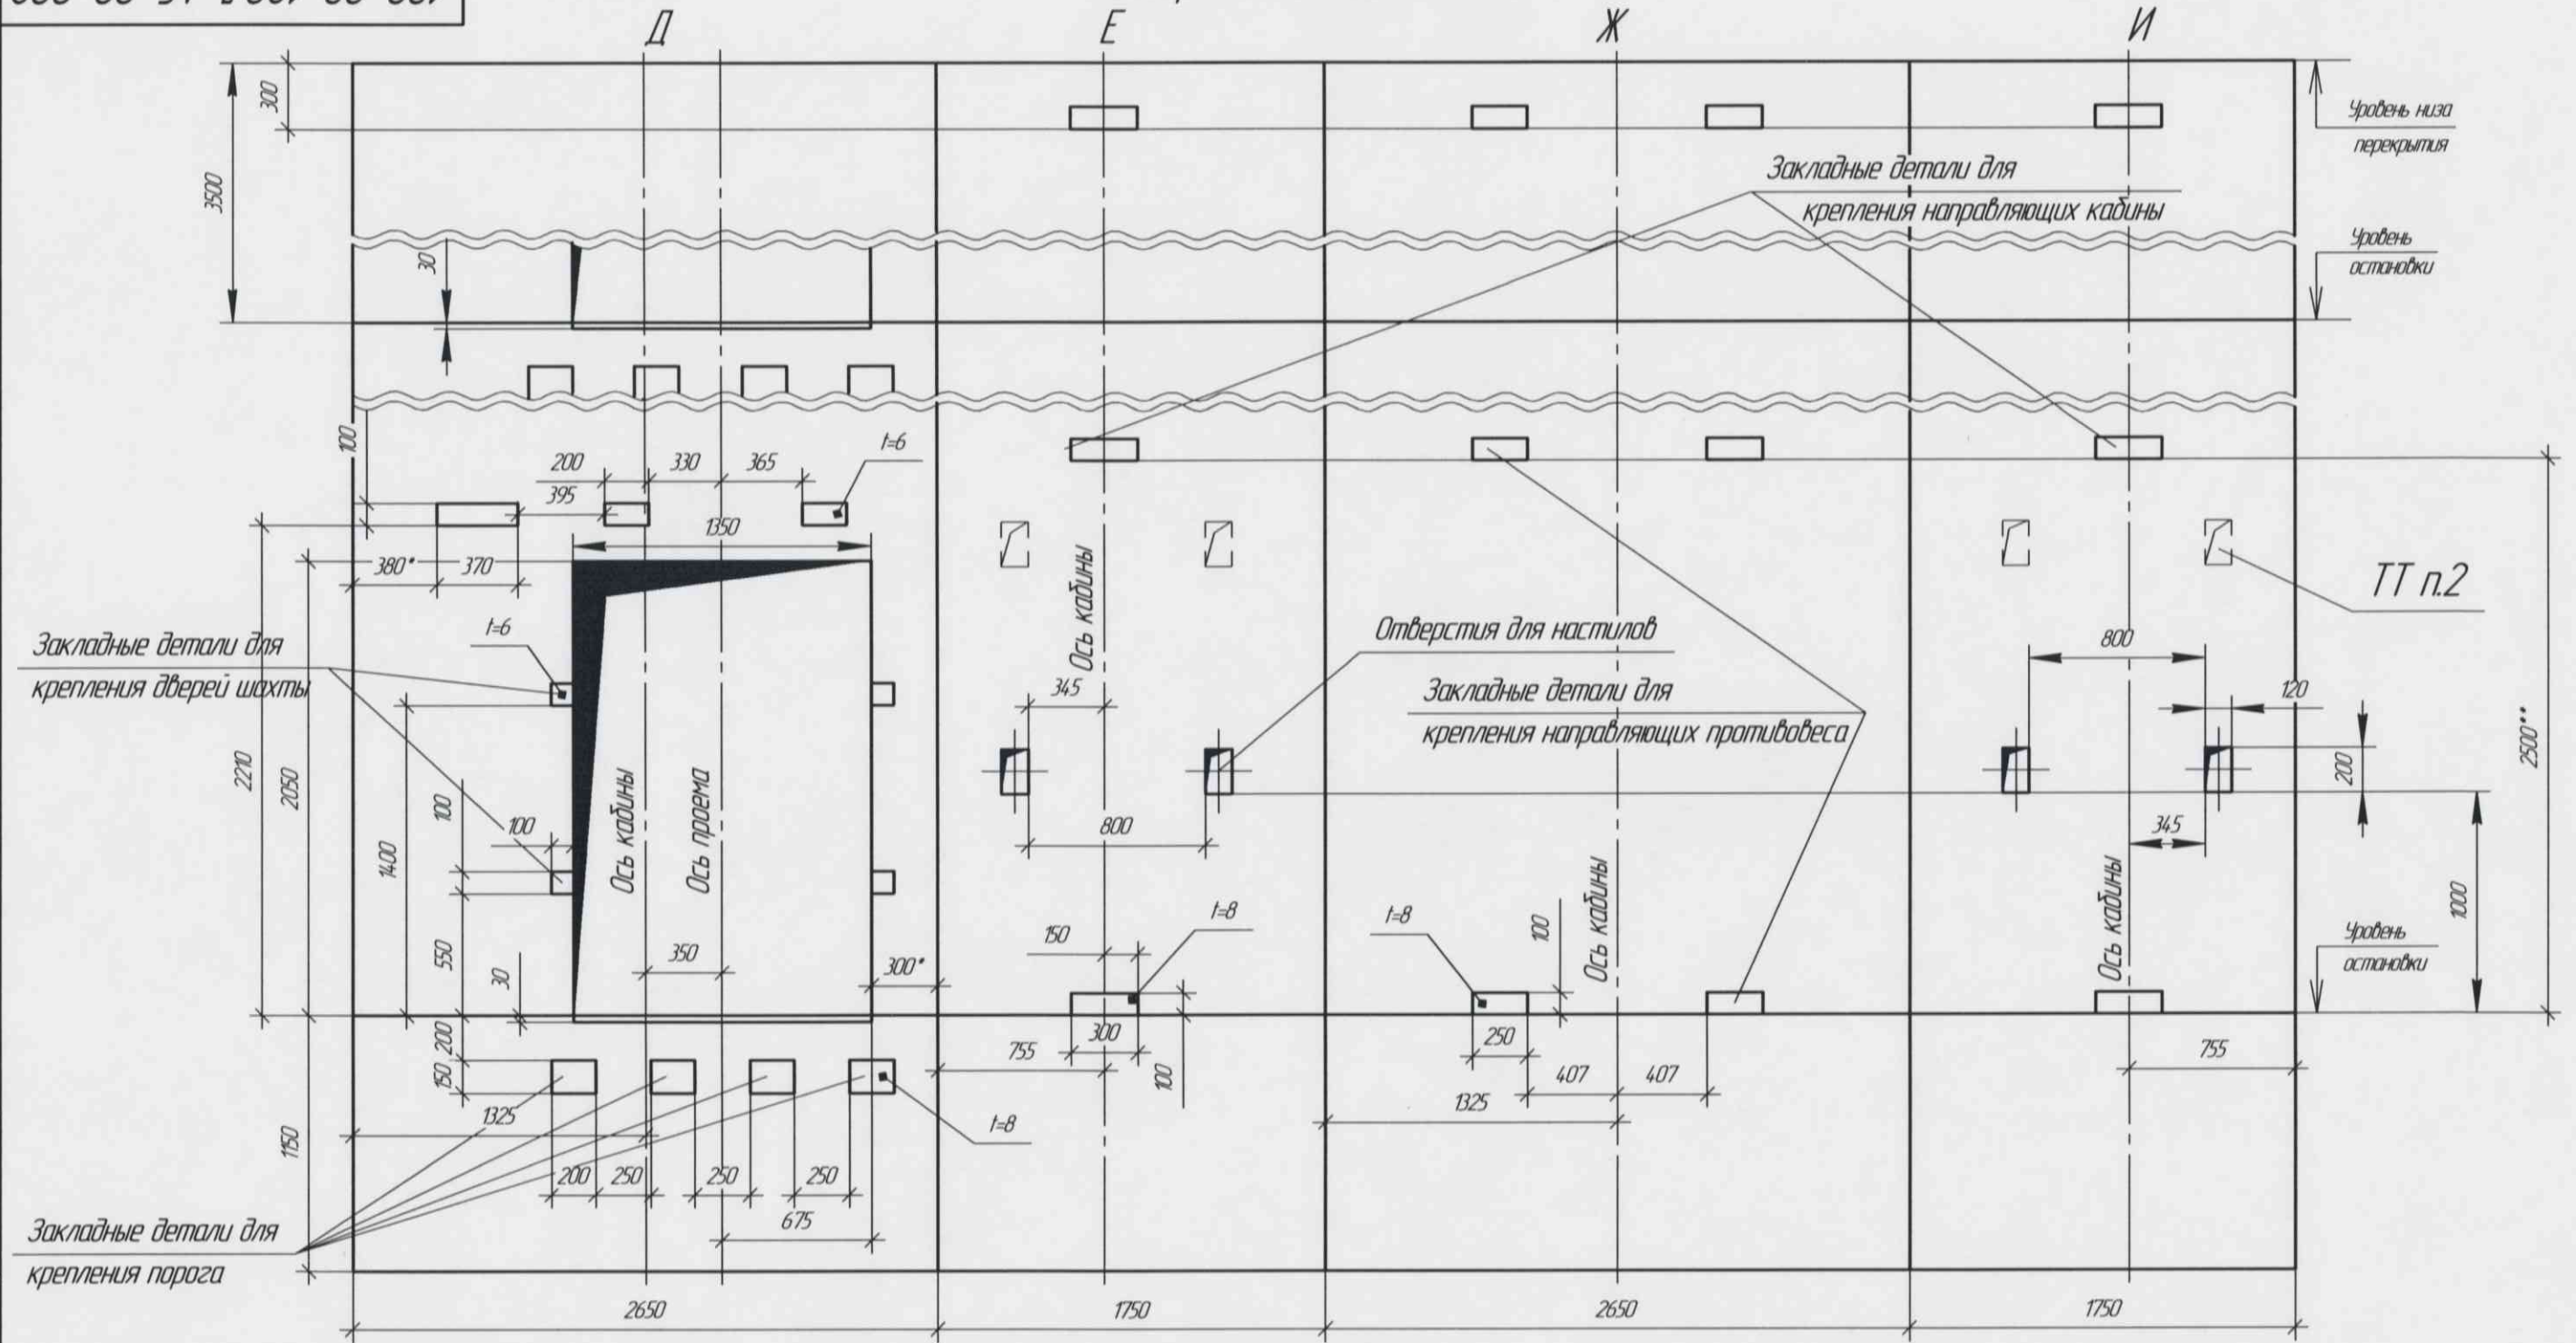 Д
Е
Ж
И
300
3500
30
Уровень низа
перекрытия
Закладные детали для
крепления направляющих кабины
Уровень
остановки
100
200
330
365
t=6
395
1350
380*
370
t=6
Закладные детали для
крепления дверей шахты
2210
2050
1400
100
100
550
30
Ось кабины
Ось проема
350
300*
200
150
1325
1150
200
250
250
250
675
t=8
Закладные детали для
крепления порога
2650
Ось кабины
345
800
150
t=8
300
755
100
1750
Отверстия для настилов
Закладные детали для
крепления направляющих противовеса
t=8
100
Ось кабины
250
407
407
1325
2650
ТТ п.2
800
120
200
345
2500**
1000
Ось кабины
Уровень
остановки
755
1750